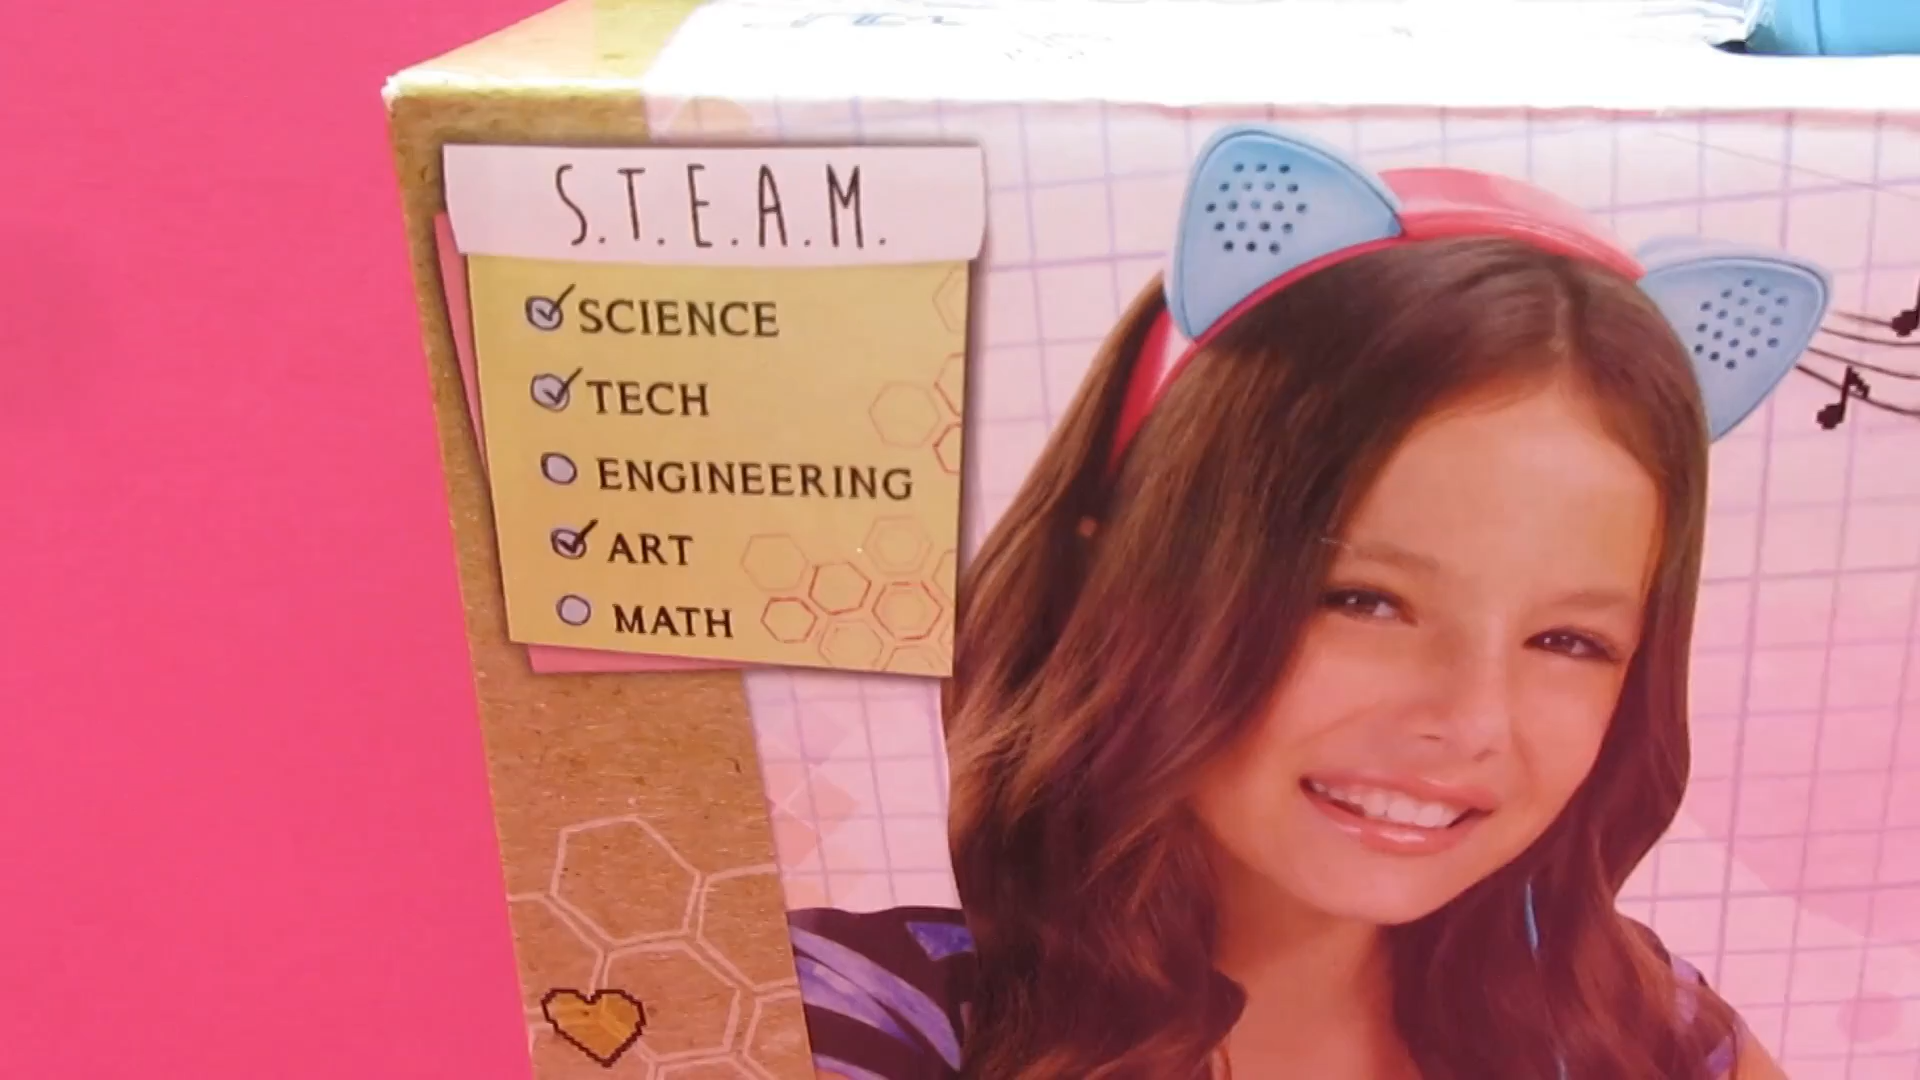 S.T.E.A.M.
SCIENCE
TECH
ENGINEERING
ART
MATH